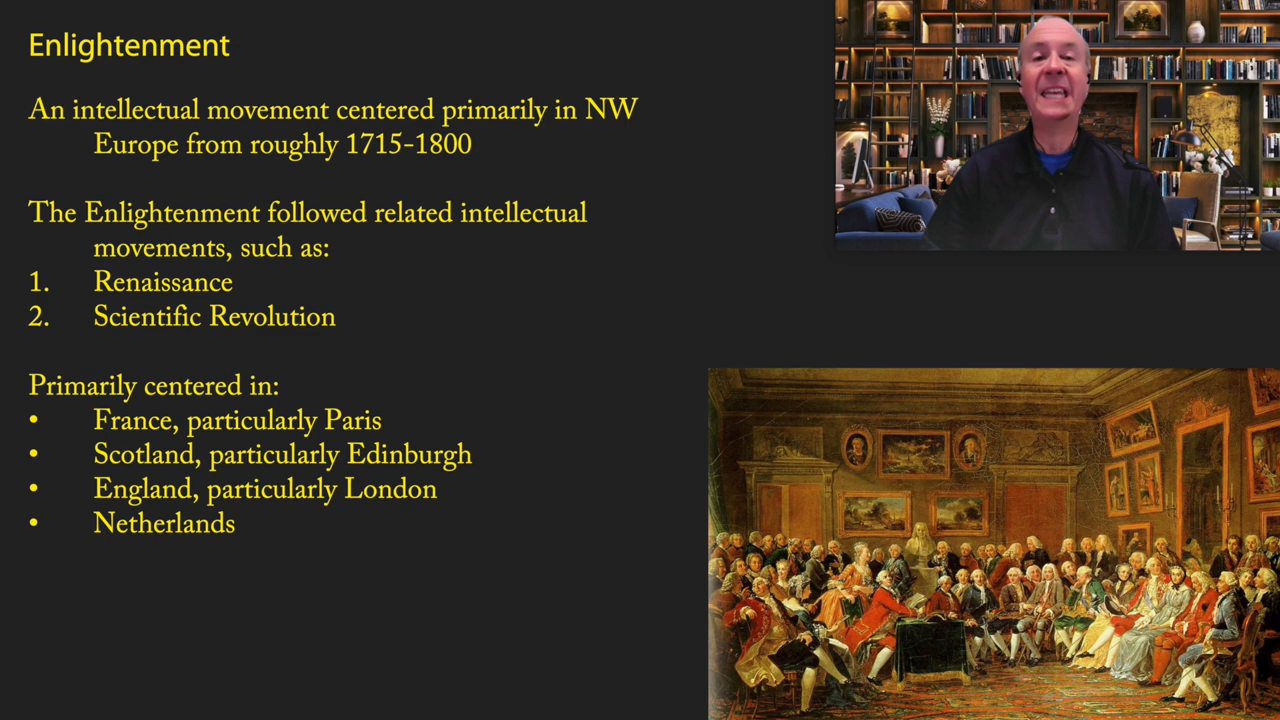 Enlightenment
An intellectual movement centered primarily in NW
Europe from roughly 1715-1800
The Enlightenment followed related intellectual
movements, such as:
1. Renaissance
2. Scientific Revolution
Primarily centered in:
• France, particularly Paris
• Scotland, particularly Edinburgh
• England, particularly London
• Netherlands